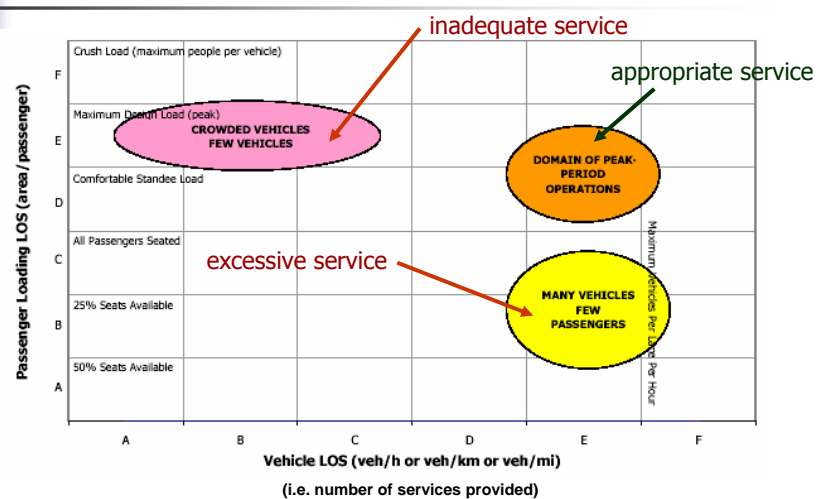 inadequate service
Crush Load (maximum people per vehicle)
F
appropriate service
Maximum Design Load (peak)
E
CROWDED VEHICLES
FEW VEHICLES
DOMAIN OF PEAK-
PERIOD
OPERATIONS
Comfortable Standee Load
D
Passenger Loading LOS (area/passenger)
All Passengers Seated
C
excessive service
Maximum Vehicles Per Lane Per Hour
MANY VEHICLES
FEW
PASSENGERS
25% Seats Available
B
50% Seats Available
A
A
B
C
D
E
F
Vehicle LOS (veh/h or veh/km or veh/mi)
(i.e. number of services provided)